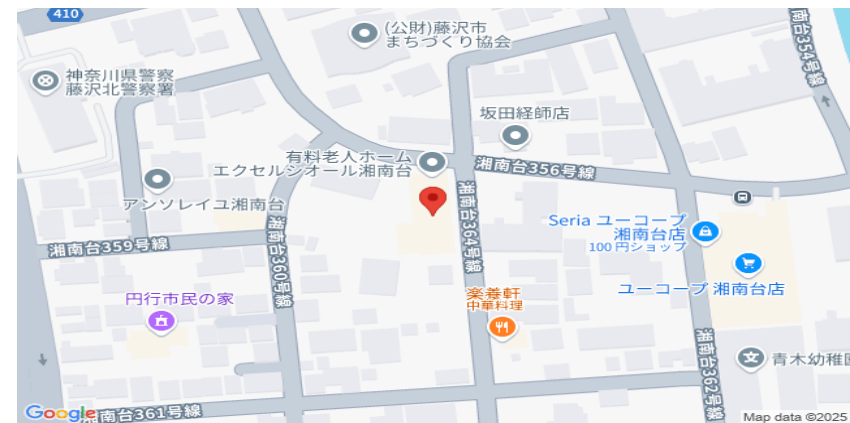 410
(公財)藤沢市
まちづくり協会
神奈川県警察
藤沢北警察署
湘南台354号線
坂田経師店
有料老人ホーム
エクセルシオール湘南台
湘南台356号線
アンソレイユ湘南台
湘南台364号線
Seria ユーコープ
湘南台店
100 円ショップ
湘南台359号線
湘南台360号線
ユーコープ 湘南台店
円行市民の家
楽養軒
中華料理
湘南台362号線
青木幼稚園
Google
湘南台361号線
Map data ©2025